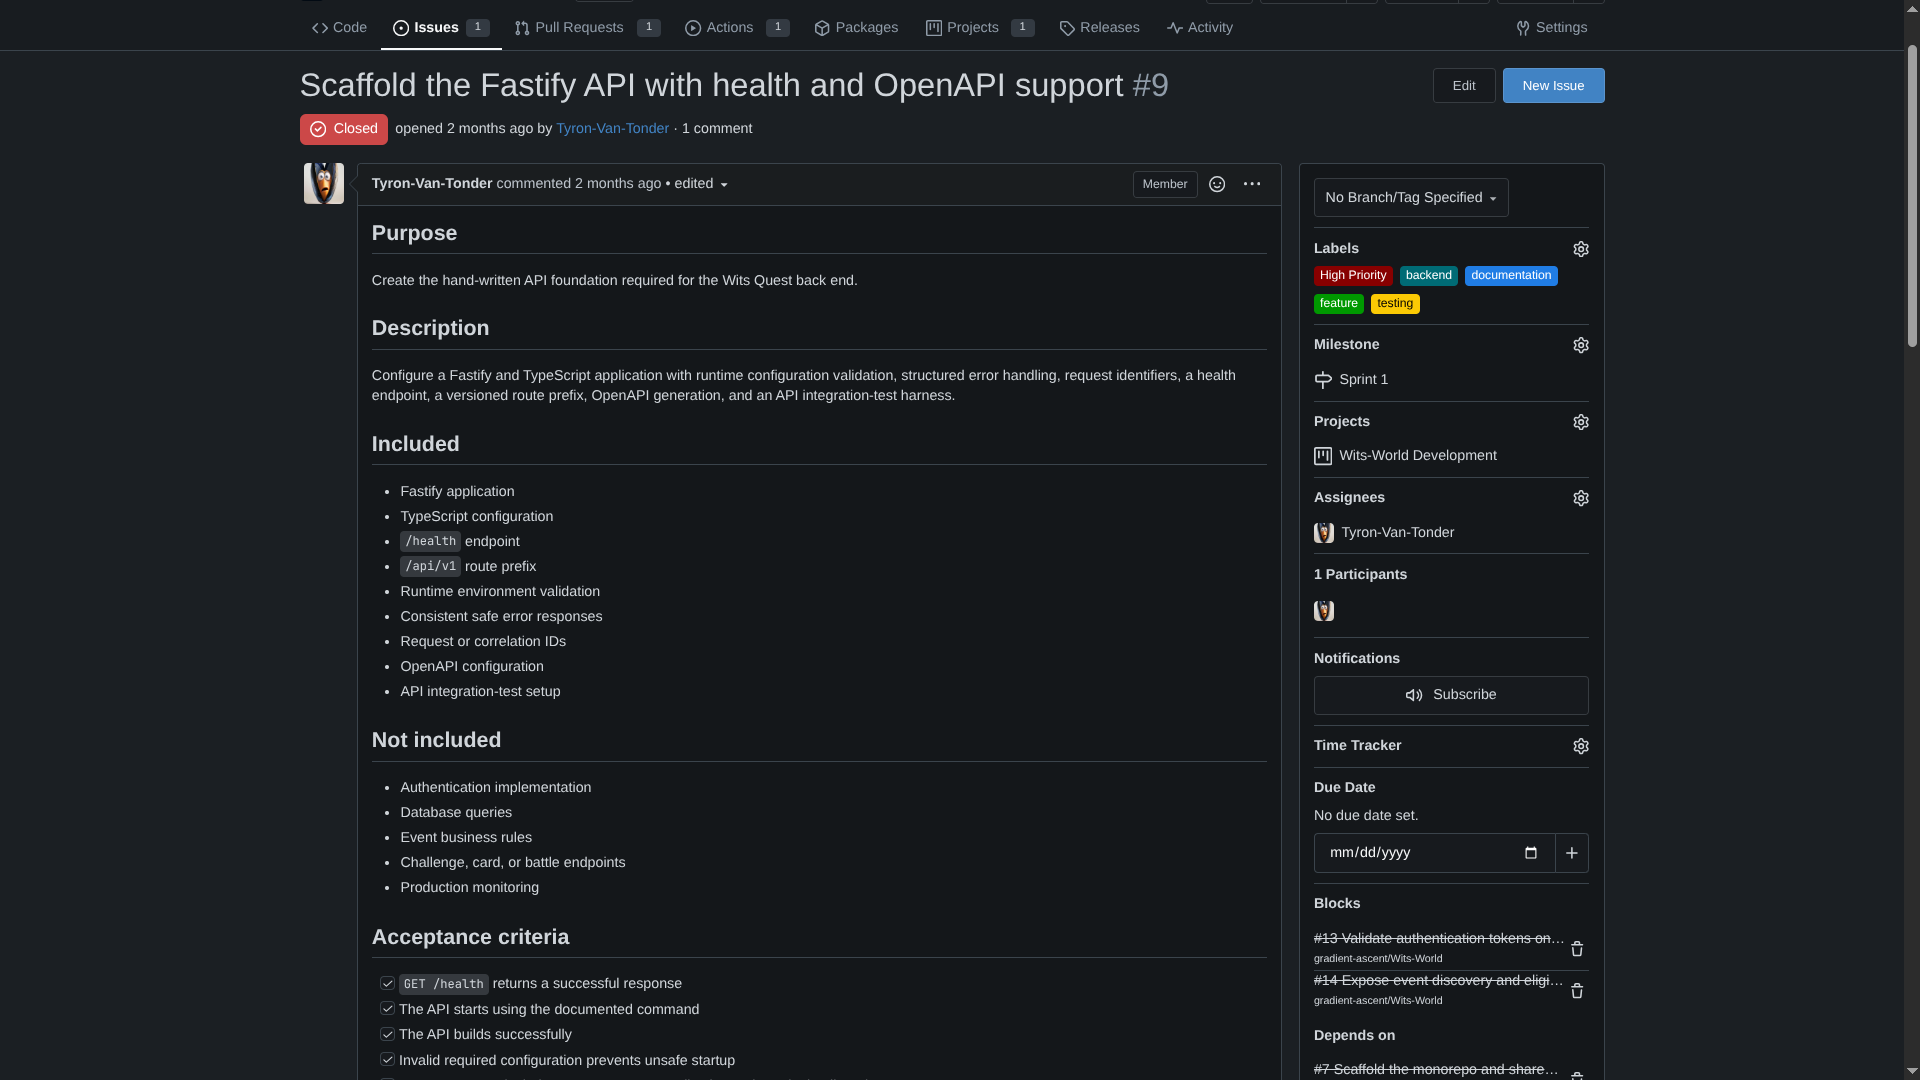 Code
Issues 1
Pull Requests 1
Actions 1
Packages
Projects 1
Releases
Activity
Settings
Scaffold the Fastify API with health and OpenAPI support #9
Edit
New Issue
Closed
opened 2 months ago by Tyron-Van-Tonder · 1 comment
Tyron-Van-Tonder commented 2 months ago • edited
Member
Purpose
Create the hand-written API foundation required for the Wits Quest back end.
Description
Configure a Fastify and TypeScript application with runtime configuration validation, structured error handling, request identifiers, a health
endpoint, a versioned route prefix, OpenAPI generation, and an API integration-test harness.
Included
• Fastify application
• TypeScript configuration
• /health endpoint
• /api/v1 route prefix
• Runtime environment validation
• Consistent safe error responses
• Request or correlation IDs
• OpenAPI configuration
• API integration-test setup
Not included
• Authentication implementation
• Database queries
• Event business rules
• Challenge, card, or battle endpoints
• Production monitoring
Acceptance criteria
GET /health returns a successful response
The API starts using the documented command
The API builds successfully
Invalid required configuration prevents unsafe startup
No Branch/Tag Specified
Labels
High Priority backend documentation
feature testing
Milestone
Sprint 1
Projects
Wits-World Development
Assignees
Tyron-Van-Tonder
1 Participants
Notifications
Subscribe
Time Tracker
Due Date
No due date set.
mm/dd/yyyy
Blocks
#13 Validate authentication tokens on…
gradient-ascent/Wits-World
#14 Expose event discovery and eligi…
gradient-ascent/Wits-World
Depends on
#7 Scaffold the monorepo and share…